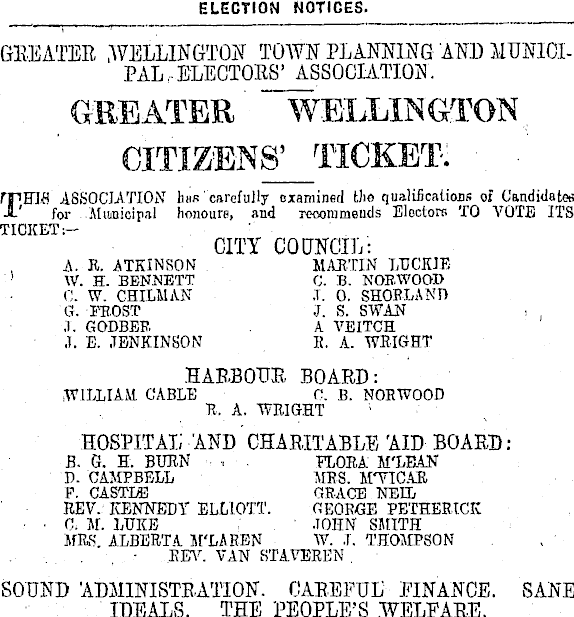 ELECTION NOTICES.
GREATER WELLINGTON TOWN PLANNING AND MUNICI-
PAL ELECTORS' ASSOCIATION.
GREATER WELLINGTON
CITIZENS' TICKET.
THIS ASSOCIATION has carefully examined the qualifications of Candidates
for Municipal honours, and recommends Electors TO VOTE ITS
TICKET:—
CITY COUNCIL:
A. R. ATKINSON MARTIN LUCKIE
W. H. BENNETT C. B. NORWOOD
C. W. CHILMAN J. O. SHORLAND
G. FROST J. S. SWAN
J. GODBER A VEITCH
J. E. JENKINSON R. A. WRIGHT
HARBOUR BOARD:
WILLIAM CABLE C. B. NORWOOD
R. A. WRIGHT
HOSPITAL AND CHARITABLE AID BOARD:
B. G. H. BURN FLORA M'LEAN
D. CAMPBELL MRS. M'VICAR
F. CASTLE GRACE NEIL
REV. KENNEDY ELLIOTT. GEORGE PETHERICK
C. M. LUKE JOHN SMITH
MRS. ALBERTA M'LAREN W. J. THOMPSON
REV. VAN STAVEREN
SOUND ADMINISTRATION. CAREFUL FINANCE. SANE
IDEALS. THE PEOPLE'S WELFARE.